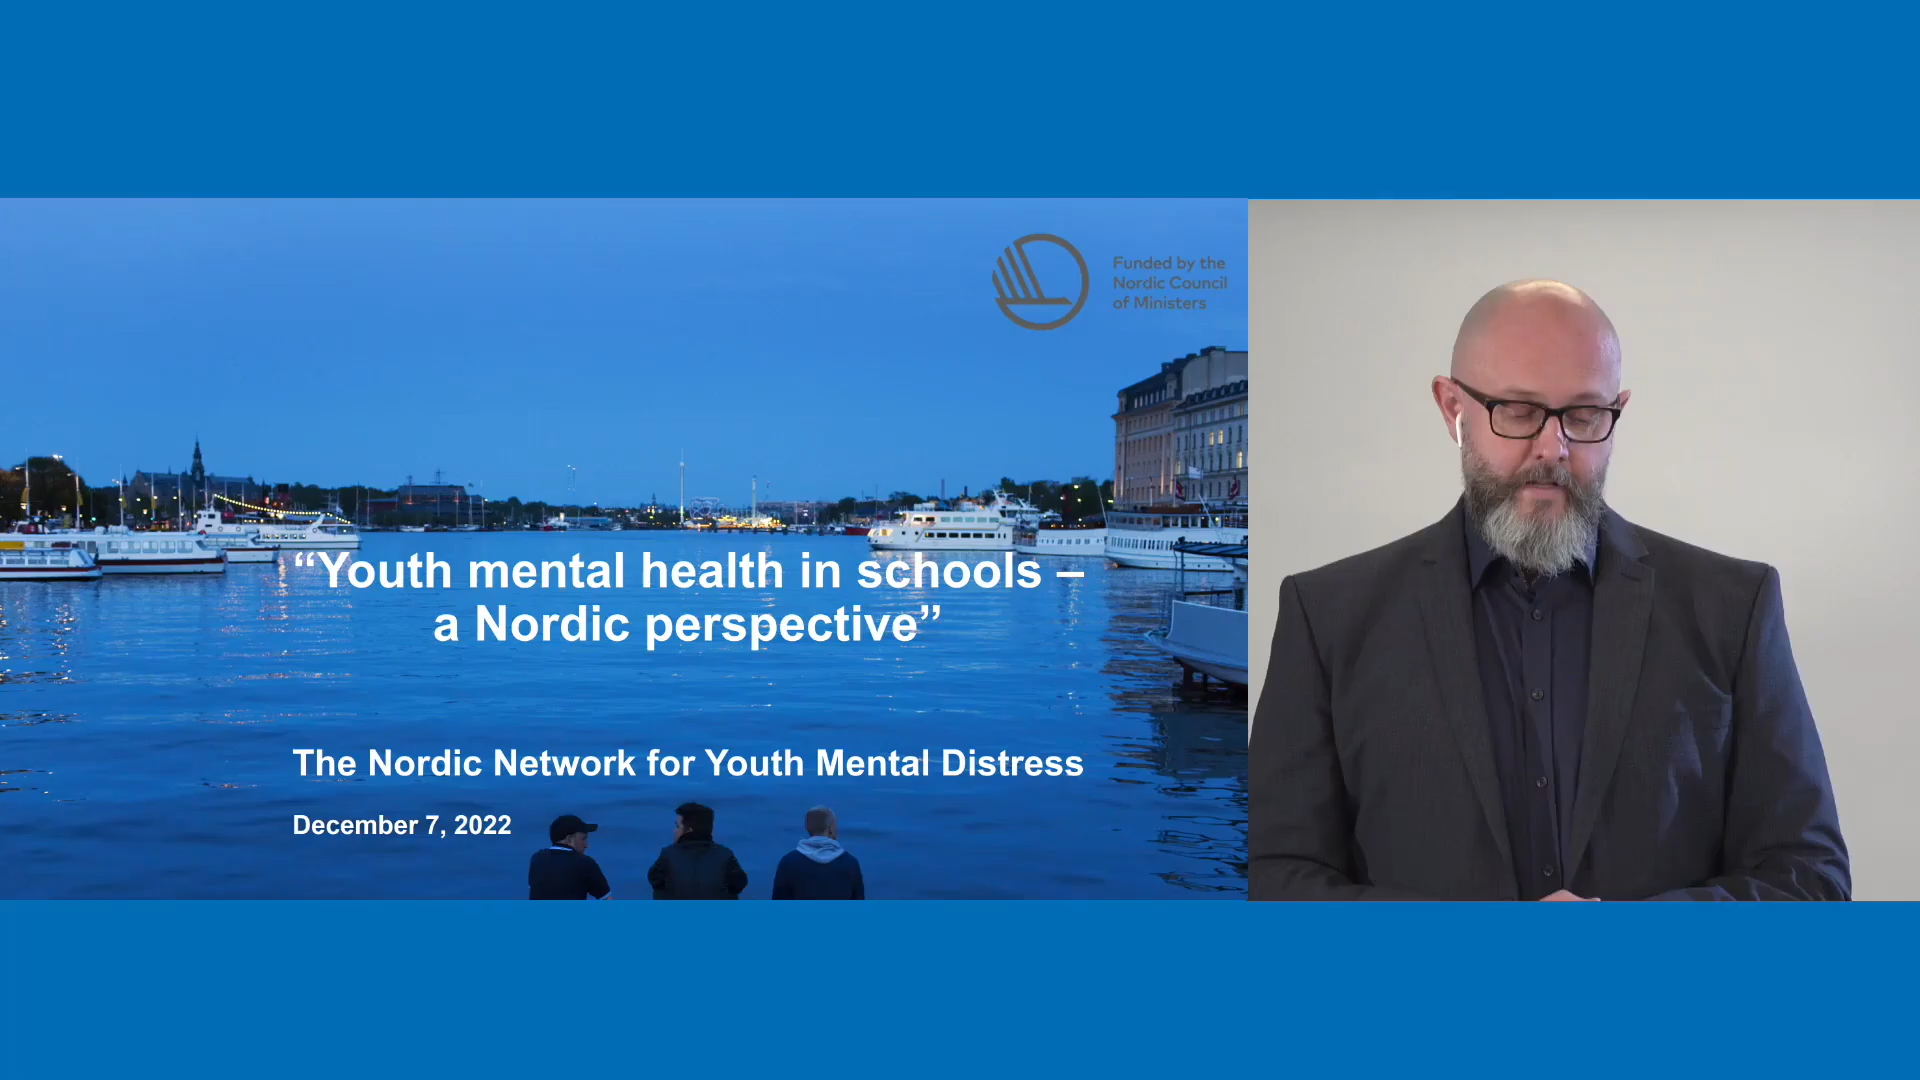 Funded by the
Nordic Council
of Ministers
“Youth mental health in schools –
a Nordic perspective”
The Nordic Network for Youth Mental Distress
December 7, 2022